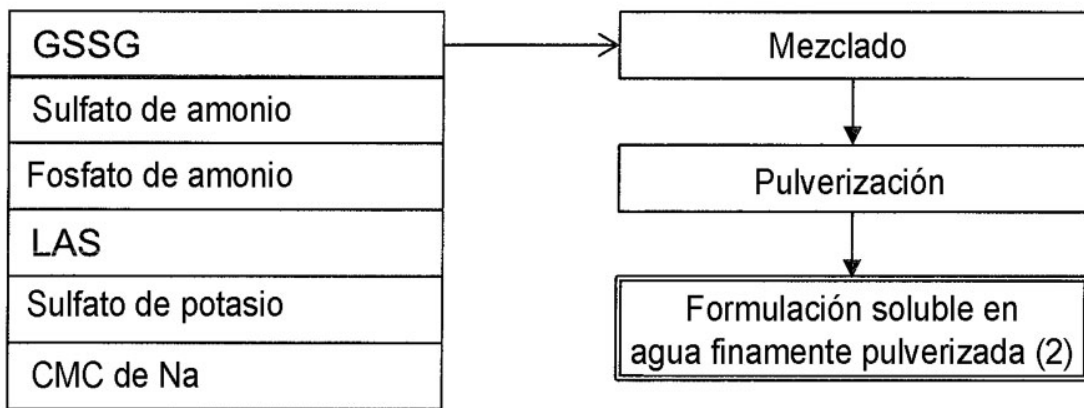 GSSG
Sulfato de amonio
Fosfato de amonio
LAS
Sulfato de potasio
CMC de Na
Mezclado
Pulverización
Formulación soluble en
agua finamente pulverizada (2)